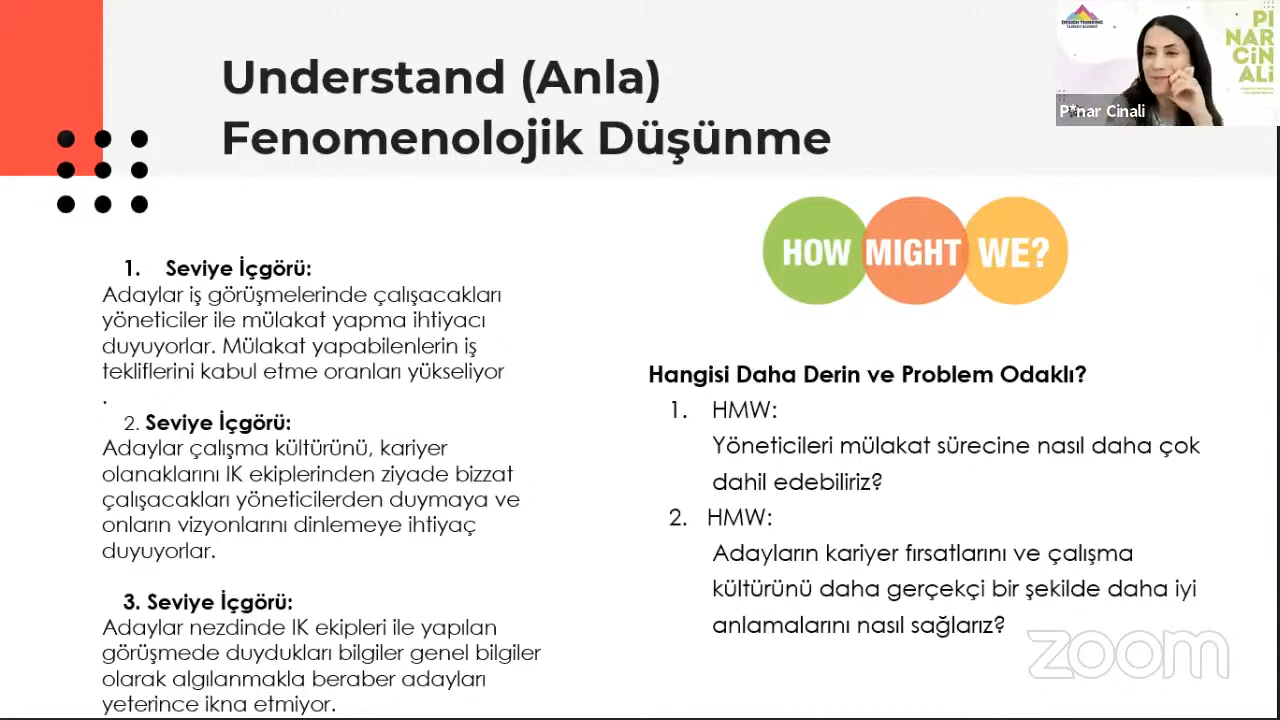 Understand (Anla)
Fenomenolojik Düşünme
DESIGN THINKING
PI
NAR
CiN
ALi
P*nar Cinali
HOW MIGHT WE?
1. Seviye İçgörü:
Adaylar iş görüşmelerinde çalışacakları
yöneticiler ile mülakat yapma ihtiyacı
duyuyorlar. Mülakat yapabilenlerin iş
tekliflerini kabul etme oranları yükseliyor
.
2. Seviye İçgörü:
Adaylar çalışma kültürünü, kariyer
olanaklarını IK ekiplerinden ziyade bizzat
çalışacakları yöneticilerden duymaya ve
onların vizyonlarını dinlemeye ihtiyaç
duyuyorlar.
3. Seviye İçgörü:
Adaylar nezdinde IK ekipleri ile yapılan
görüşmede duydukları bilgiler genel bilgiler
olarak algılanmakla beraber adayları
yeterince ikna etmiyor.
Hangisi Daha Derin ve Problem Odaklı?
1. HMW:
Yöneticileri mülakat sürecine nasıl daha çok
dahil edebiliriz?
2. HMW:
Adayların kariyer fırsatlarını ve çalışma
kültürünü daha gerçekçi bir şekilde daha iyi
anlamalarını nasıl sağlarız?
zoom